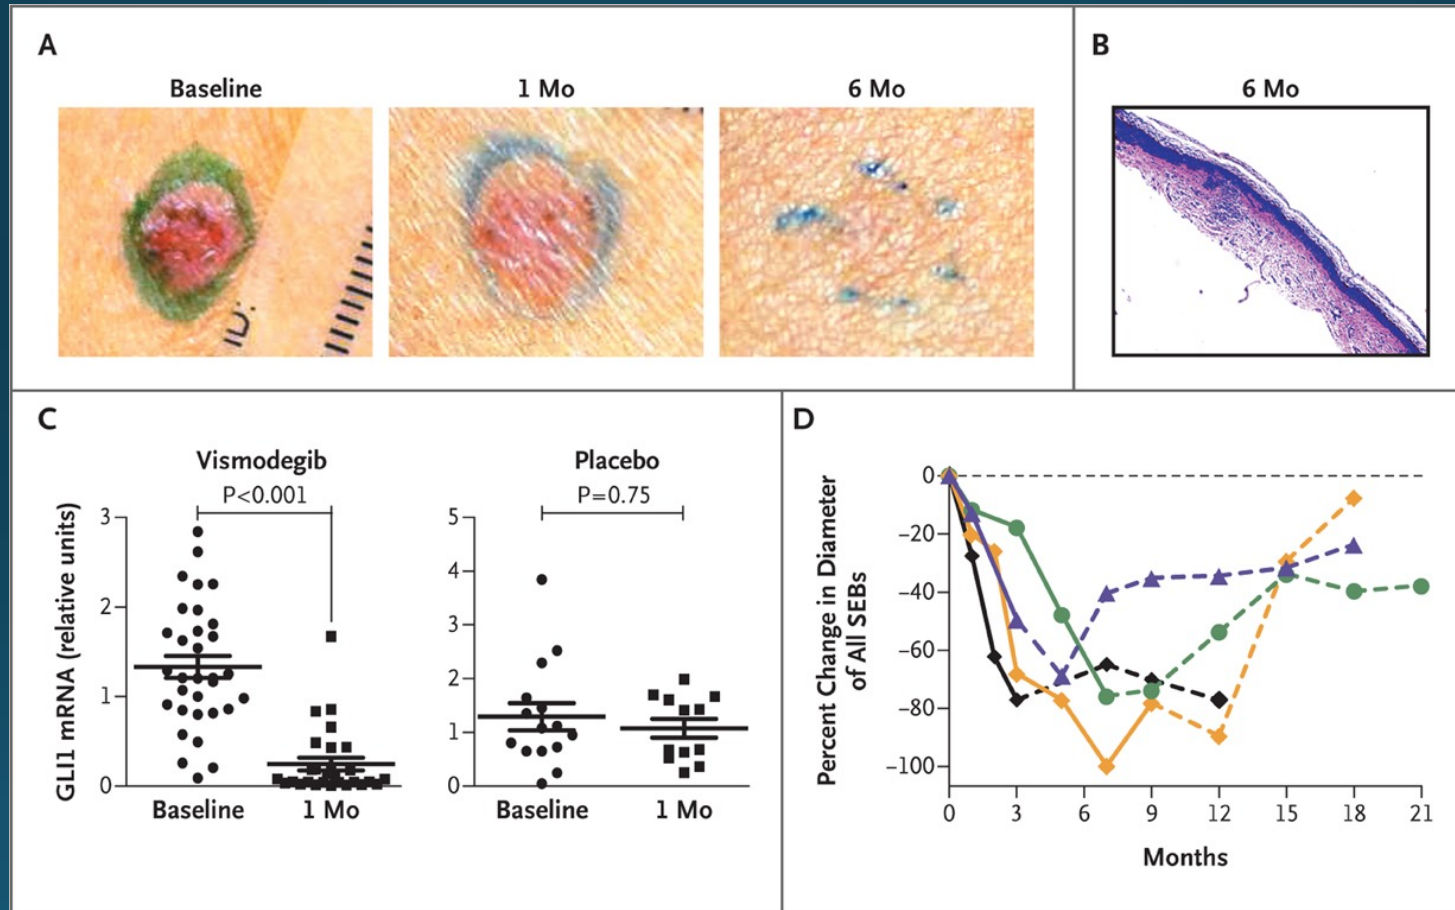 A
Baseline
1 Mo
6 Mo
ID:
B
6 Mo
C
Vismodegib
P<0.001
GLI1 mRNA (relative units)
3
2
1
0
Baseline
1 Mo
Placebo
P=0.75
5
4
3
2
1
0
Baseline
1 Mo
D
Percent Change in Diameter
of All SEBs
0
–20
–40
–60
–80
–100
0 3 6 9 12 15 18 21
Months